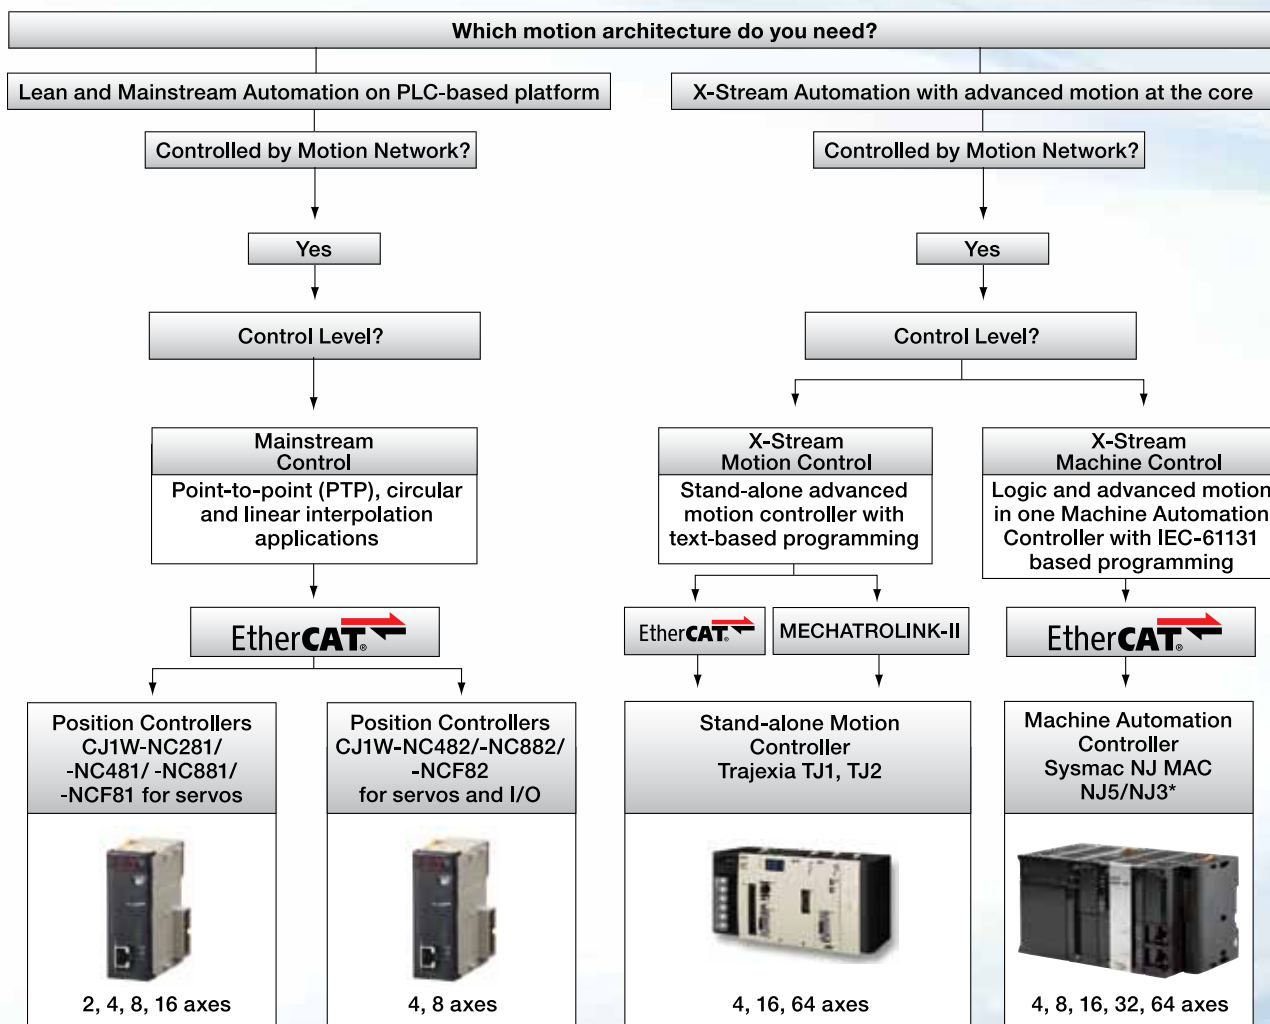 Which motion architecture do you need?
Lean and Mainstream Automation on PLC-based platform
X-Stream Automation with advanced motion at the core
Controlled by Motion Network?
Controlled by Motion Network?
Yes
Yes
Control Level?
Control Level?
Mainstream
Control
Point-to-point (PTP), circular
and linear interpolation
applications
X-Stream
Motion Control
Stand-alone advanced
motion controller with
text-based programming
X-Stream
Machine Control
Logic and advanced motion
in one Machine Automation
Controller with IEC-61131
based programming
EtherCAT®
EtherCAT®
MECHATROLINK-II
EtherCAT®
Position Controllers
CJ1W-NC281/
-NC481/ -NC881/
-NCF81 for servos
2, 4, 8, 16 axes
Position Controllers
CJ1W-NC482/-NC882/
-NCF82
for servos and I/O
4, 8 axes
Stand-alone Motion
Controller
Trajexia TJ1, TJ2
4, 16, 64 axes
Machine Automation
Controller
Sysmac NJ MAC
NJ5/NJ3*
4, 8, 16, 32, 64 axes